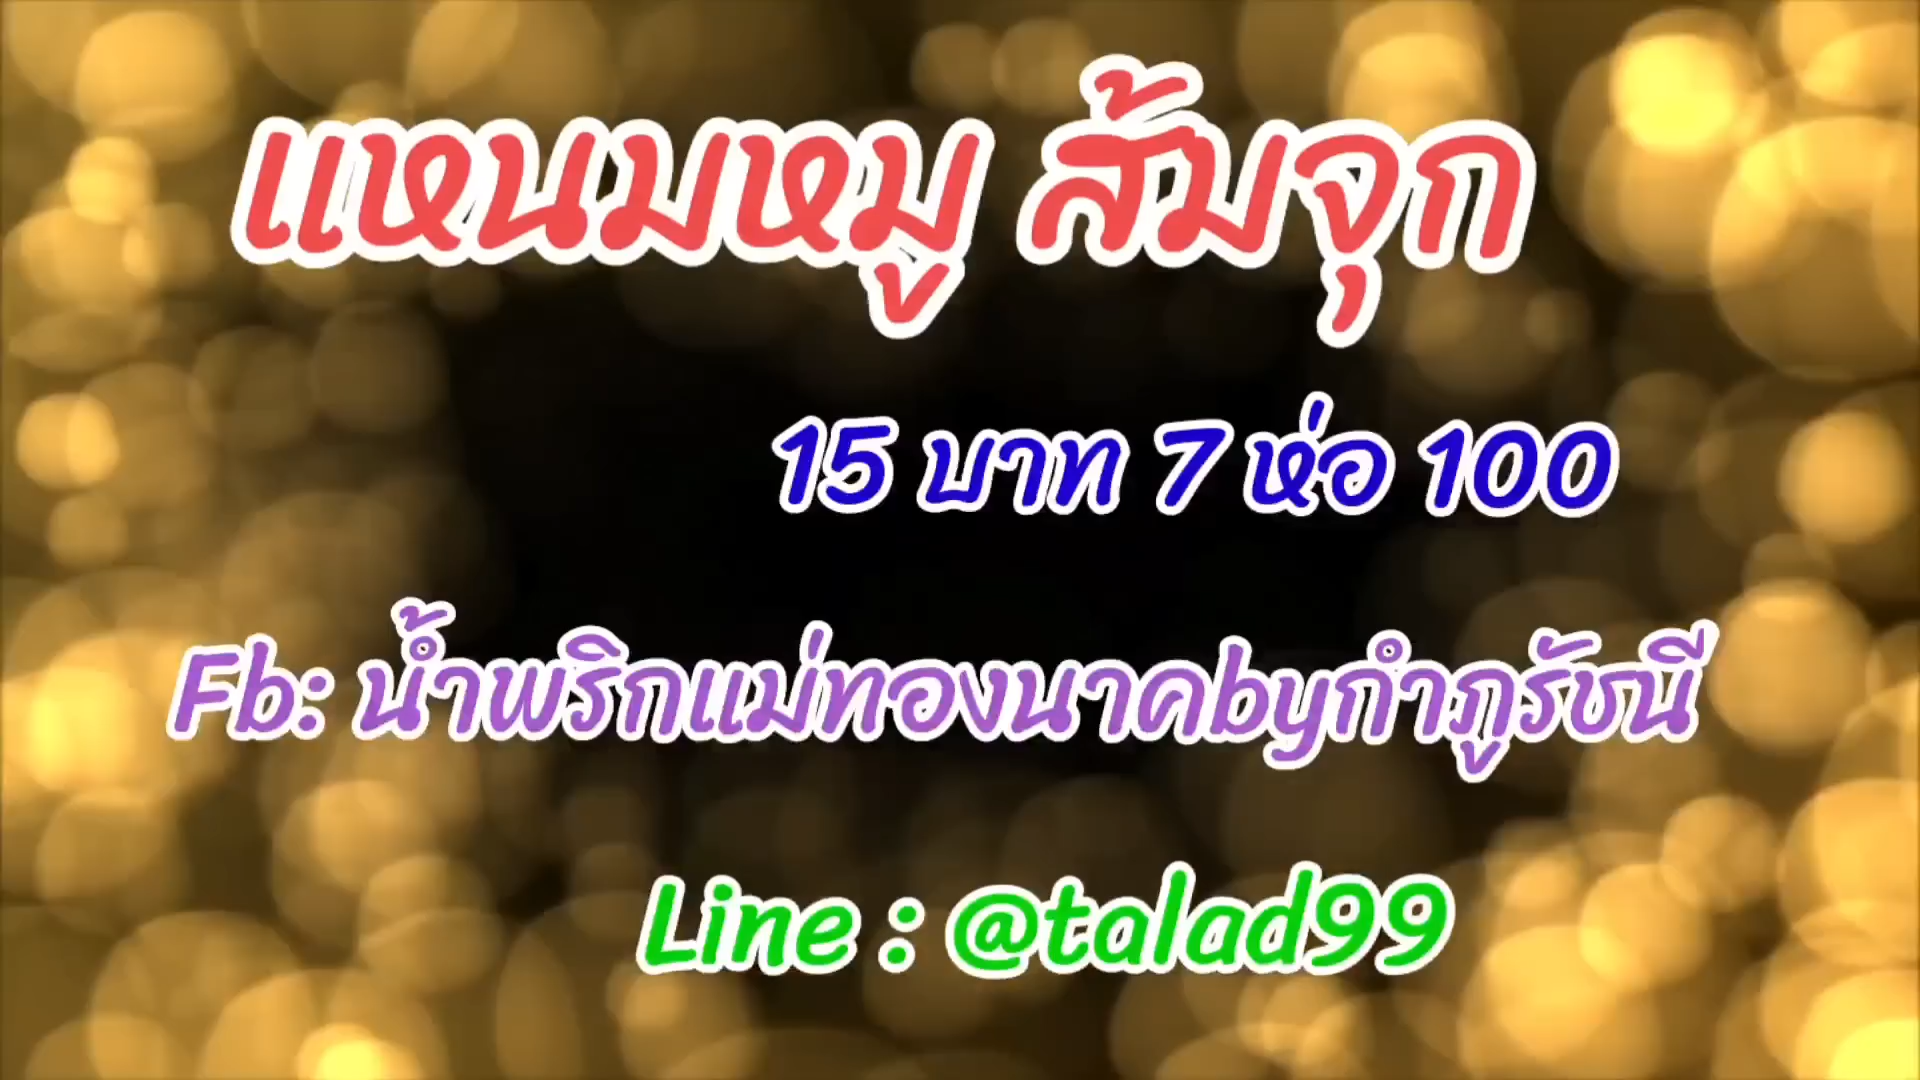 แหนมหมู ส้มจุก
15 บาท 7 ห่อ 100
Fb: น้ำพริกแม่ทองนาคbyกำภูรัชนี
Line : @talad99